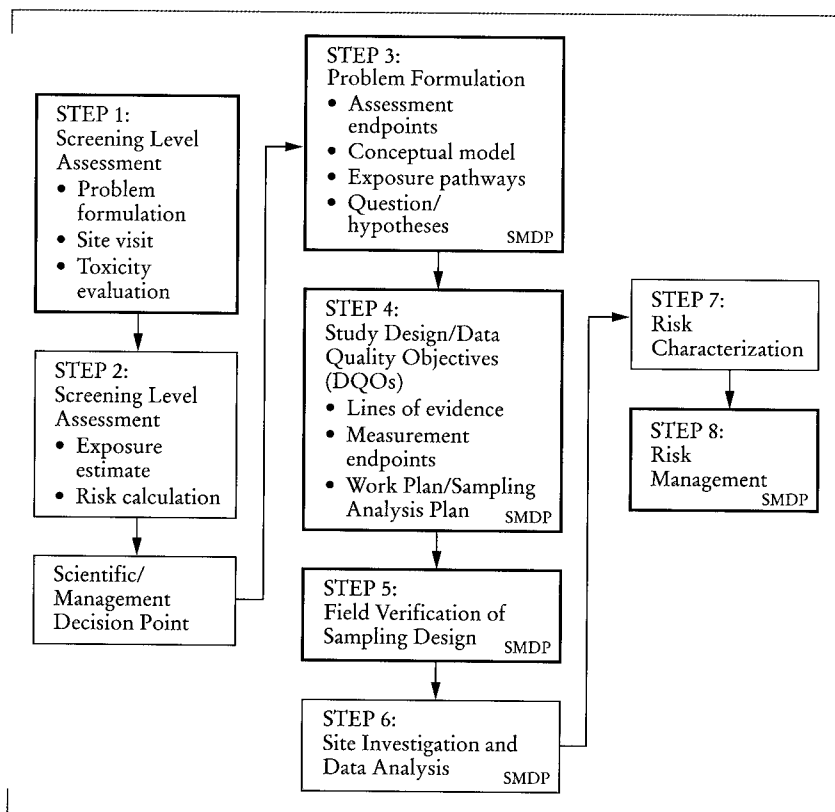 STEP 1:
Screening Level
Assessment
• Problem
formulation
• Site visit
• Toxicity
evaluation
STEP 2:
Screening Level
Assessment
• Exposure
estimate
• Risk calculation
Scientific/
Management
Decision Point
STEP 3:
Problem Formulation
• Assessment
endpoints
• Conceptual model
• Exposure pathways
• Question/
hypotheses
SMDP
STEP 4:
Study Design/Data
Quality Objectives
(DQOs)
• Lines of evidence
• Measurement
endpoints
• Work Plan/Sampling
Analysis Plan
SMDP
STEP 5:
Field Verification of
Sampling Design
SMDP
STEP 6:
Site Investigation and
Data Analysis
SMDP
STEP 7:
Risk
Characterization
STEP 8:
Risk
Management
SMDP